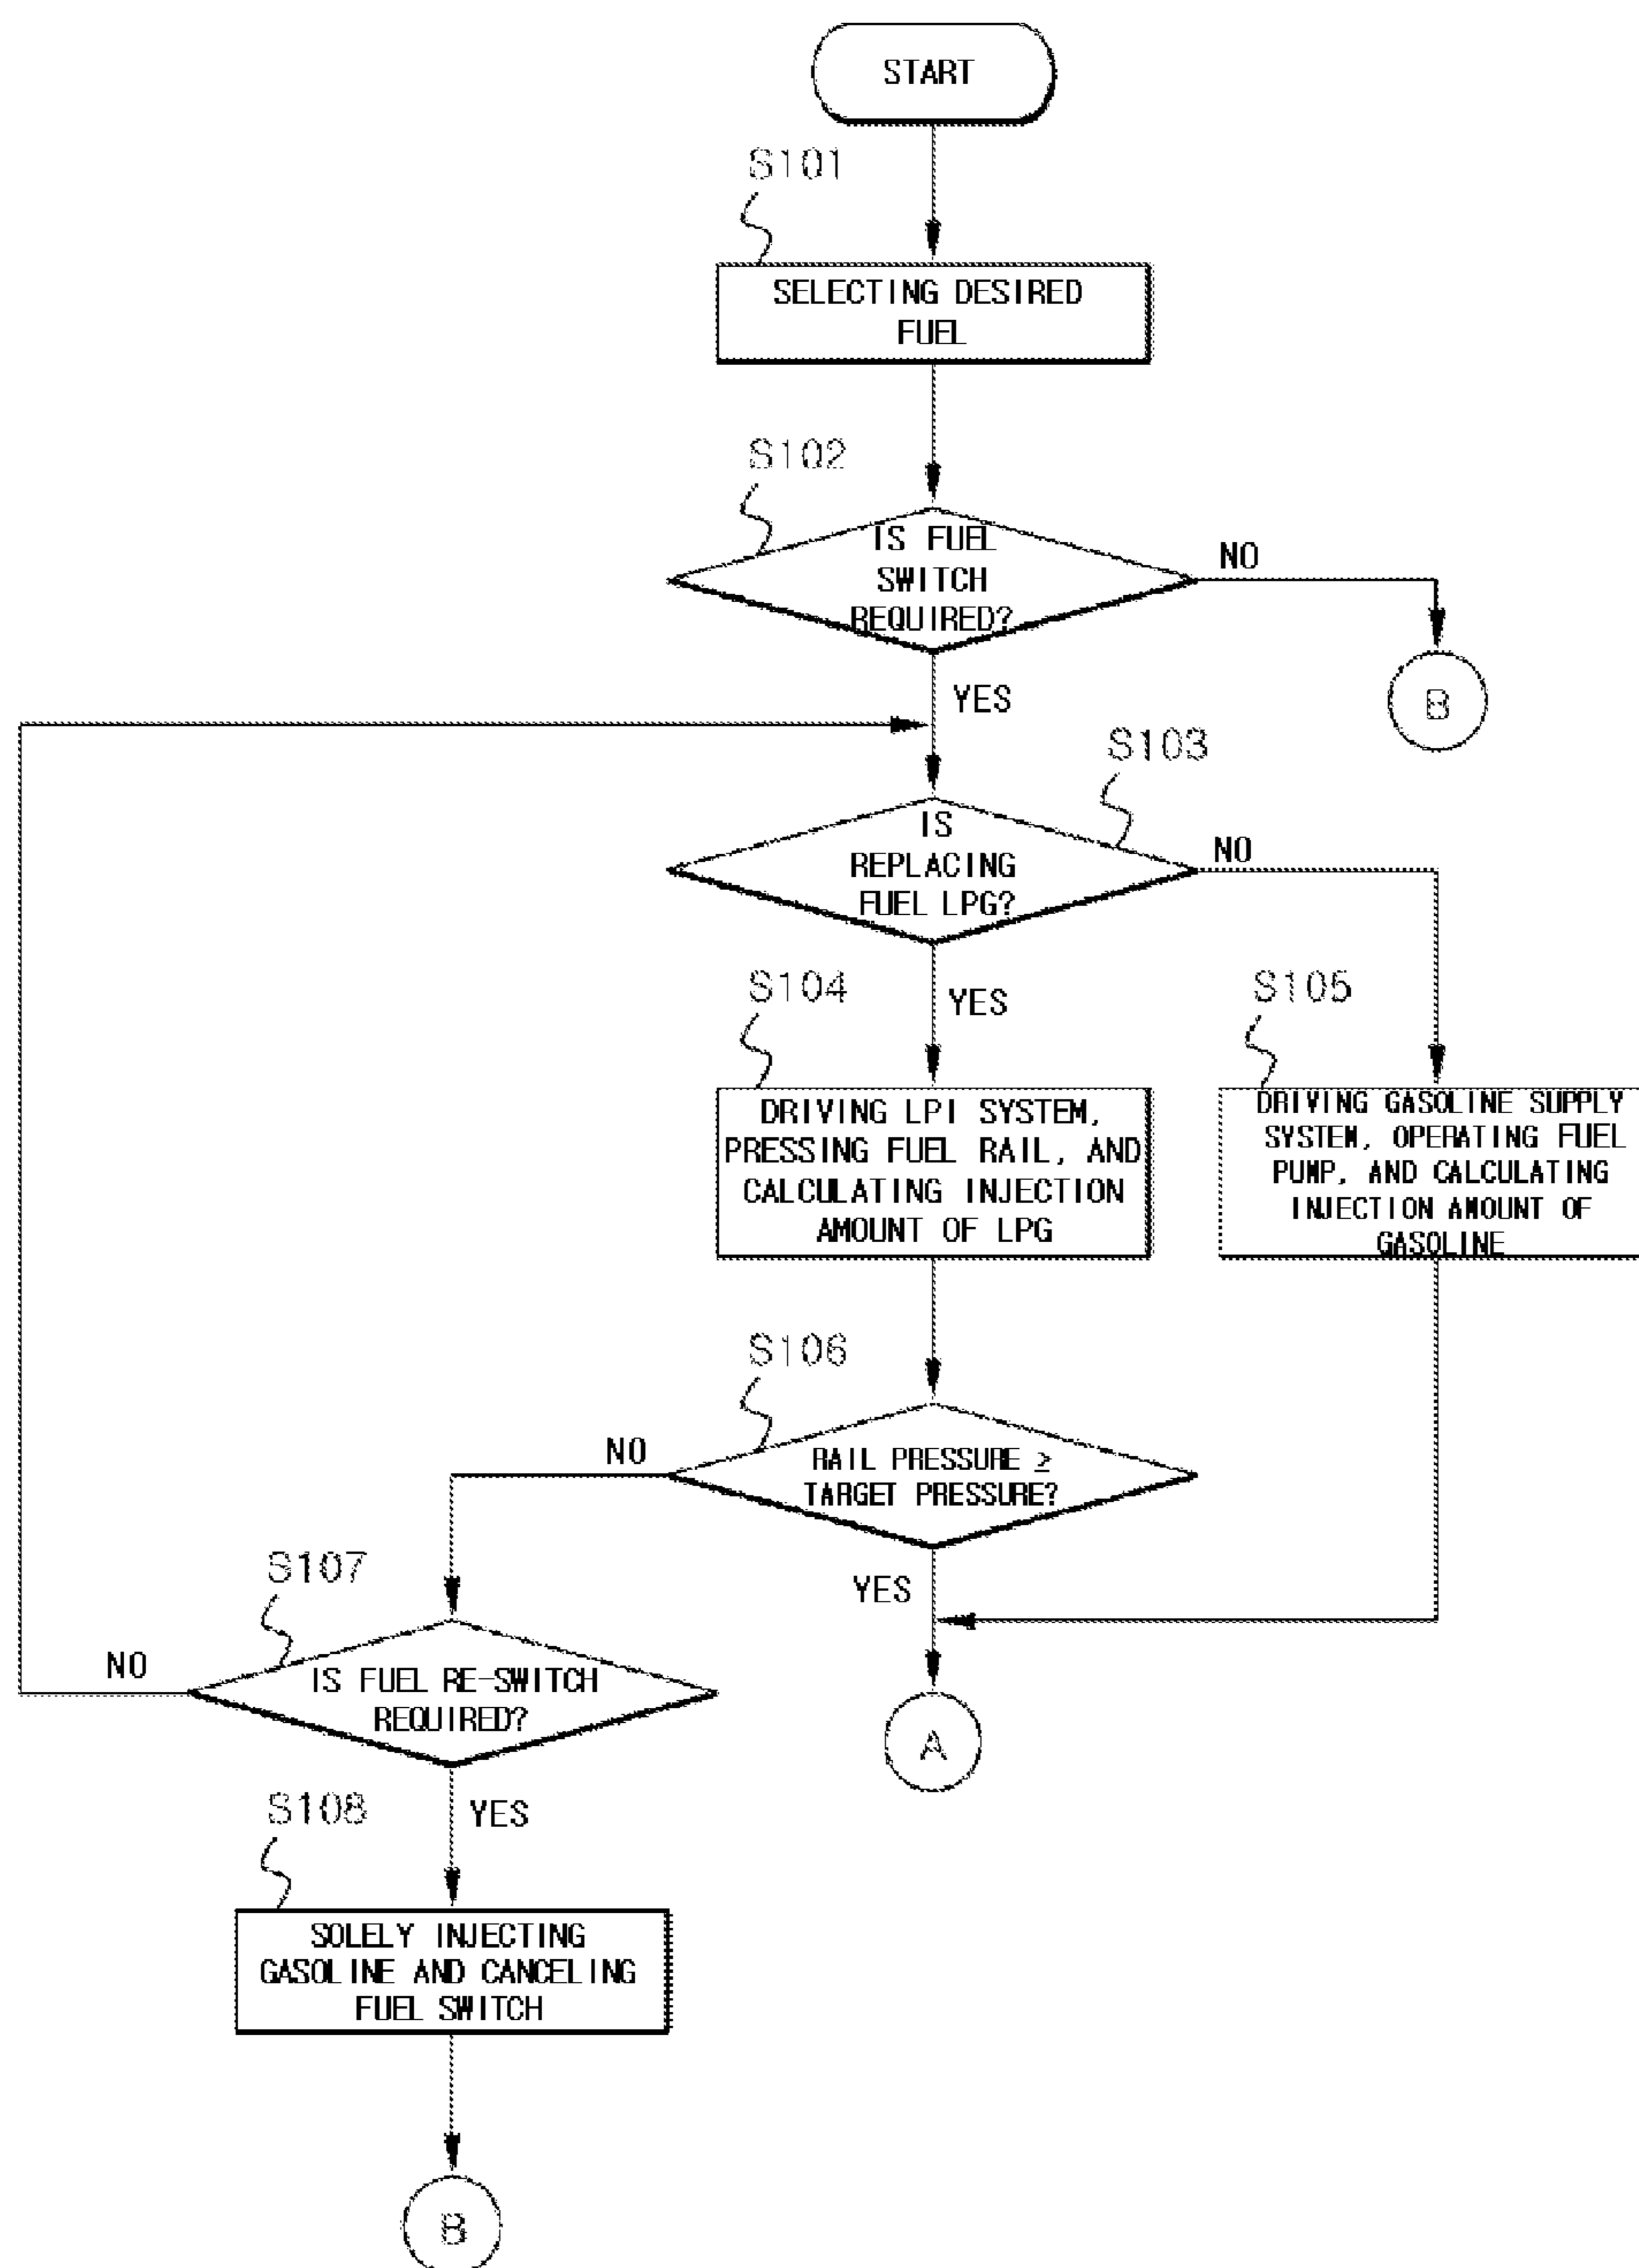 START
S101
SELECTING DESIRED
FUEL
S102
IS FUEL
SWITCH
REQUIRED?
NO
YES
B
S103
IS
REPLACING
FUEL LPG?
NO
YES
S104
DRIVING LPI SYSTEM,
PRESSING FUEL RAIL, AND
CALCULATING INJECTION
AMOUNT OF LPG
S105
DRIVING GASOLINE SUPPLY
SYSTEM, OPERATING FUEL
PUMP, AND CALCULATING
INJECTION AMOUNT OF
GASOLINE
S106
NO
RAIL PRESSURE ≥
TARGET PRESSURE?
YES
S107
NO
IS FUEL RE-SWITCH
REQUIRED?
A
S108
YES
SOLELY INJECTING
GASOLINE AND CANCELING
FUEL SWITCH
B